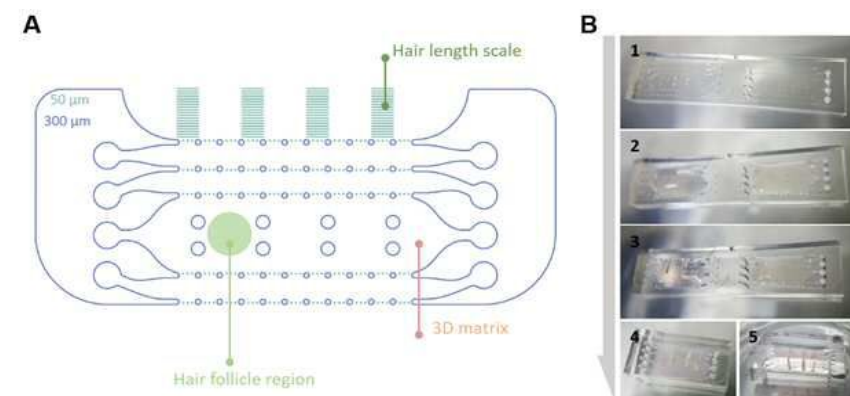 A
Hair length scale
50 µm
300 µm
3D matrix
Hair follicle region
B
1
2
3
4
5